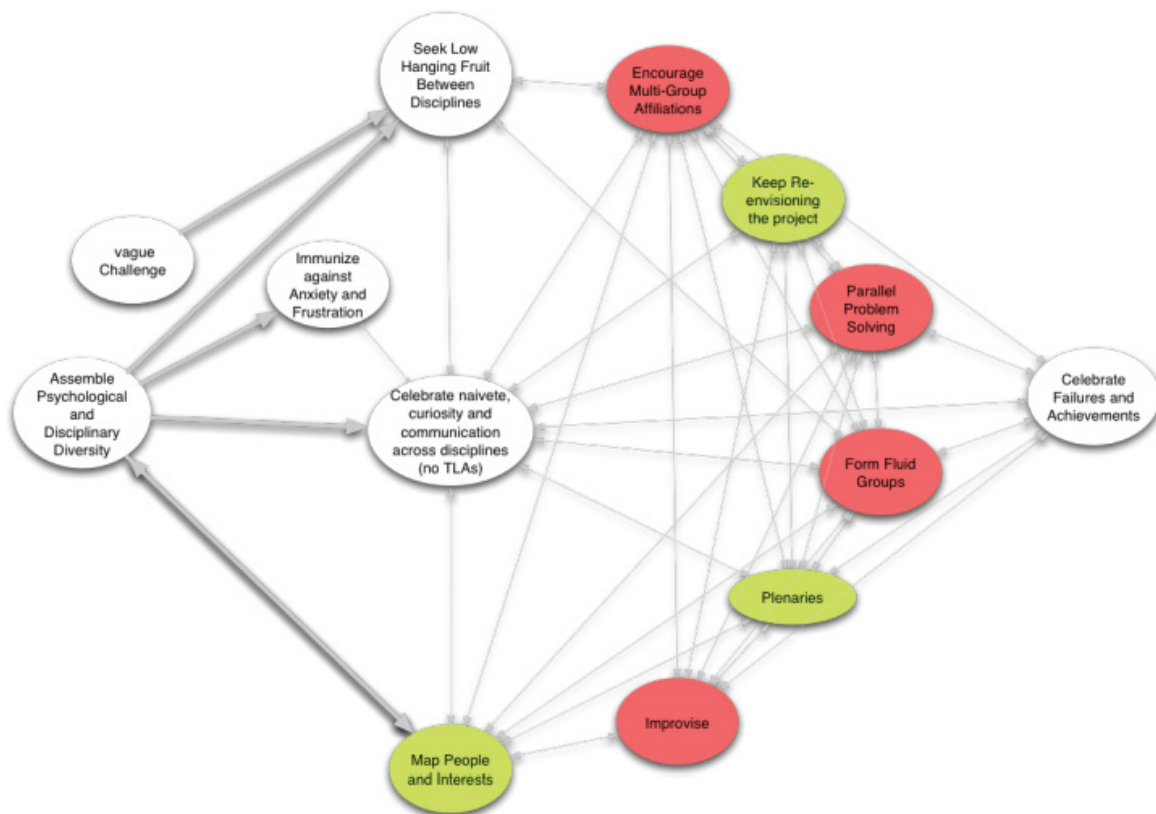 Seek Low
Hanging Fruit
Between
Disciplines
Encourage
Multi-Group
Affiliations
Keep Re-
envisioning
the project
vague
Challenge
Immunize
against
Anxiety and
Frustration
Parallel
Problem
Solving
Assemble
Psychological
and
Disciplinary
Diversity
Celebrate naivete,
curiosity and
communication
across disciplines
(no TLAs)
Celebrate
Failures and
Achievements
Form Fluid
Groups
Plenaries
Improvise
Map People
and Interests